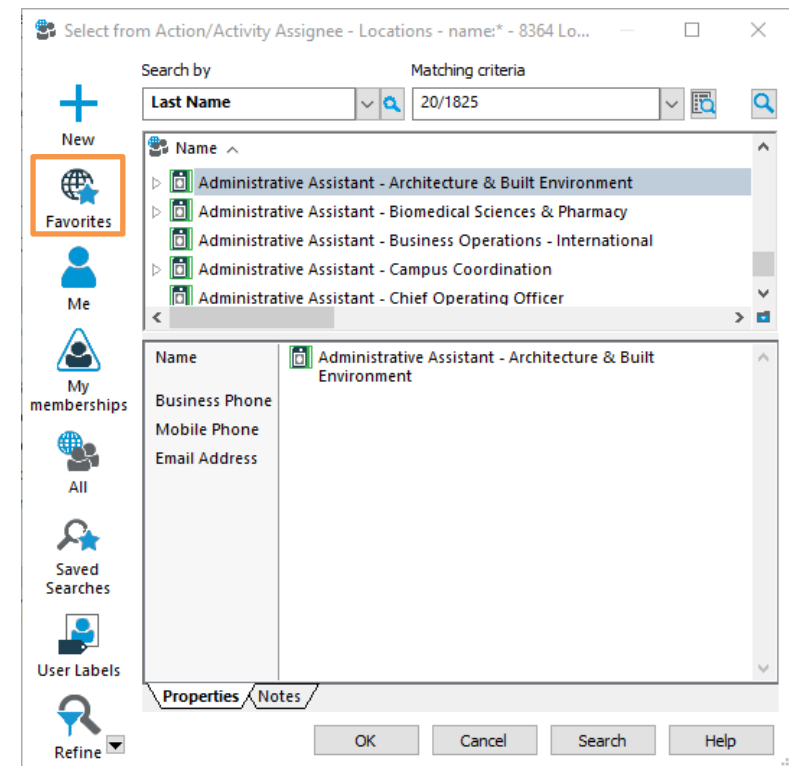 Select from Action/Activity Assignee - Locations - name:* - 8364 Lo...
Search by
Matching criteria
Last Name
20/1825
New
Favorites
Me
My
memberships
All
Saved
Searches
User Labels
Refine
Name
Administrative Assistant - Architecture & Built Environment
Administrative Assistant - Biomedical Sciences & Pharmacy
Administrative Assistant - Business Operations - International
Administrative Assistant - Campus Coordination
Administrative Assistant - Chief Operating Officer
Name
Administrative Assistant - Architecture & Built
Environment
Business Phone
Mobile Phone
Email Address
Properties
Notes
OK
Cancel
Search
Help